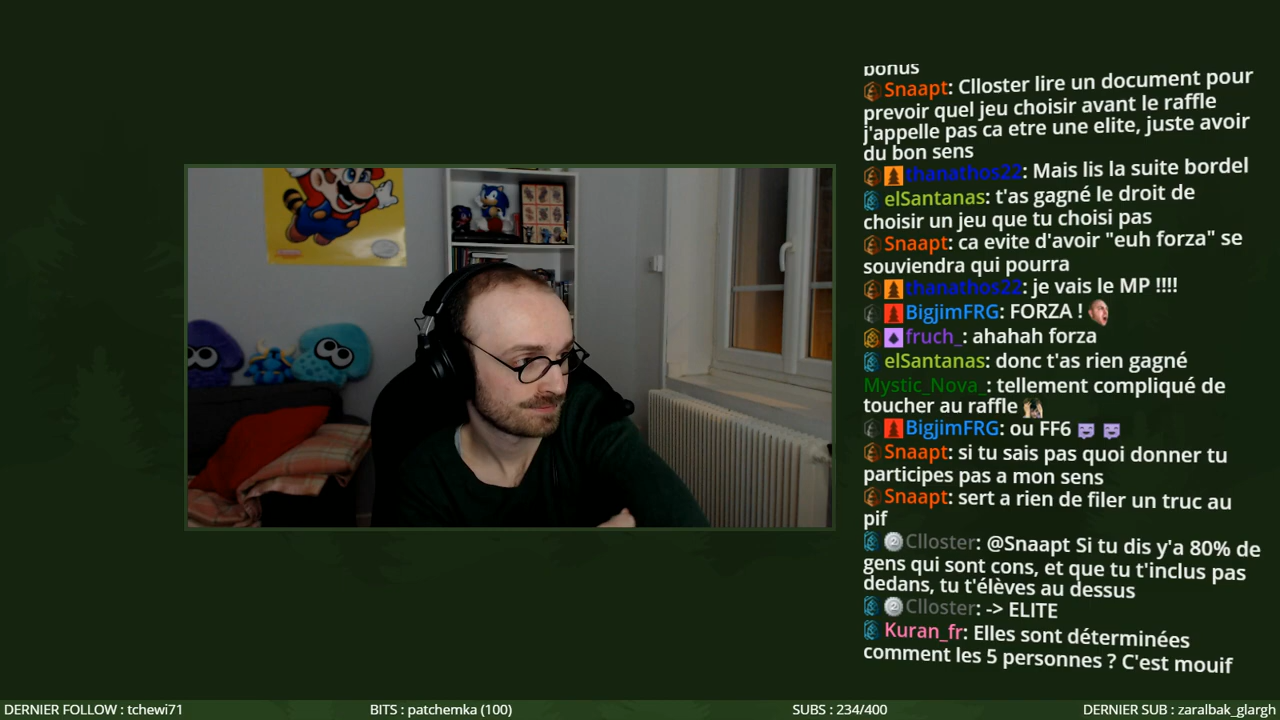 bonus
Snaapt: Clloster lire un document pour
prevoir quel jeu choisir avant le raffle
j'appelle pas ca etre une elite, juste avoir
du bon sens
thanathos22: Mais lis la suite bordel
elSantanas: t'as gagné le droit de
choisir un jeu que tu choisi pas
Snaapt: ca evite d'avoir "euh forza" se
souviendra qui pourra
thanathos22: je vais le MP !!!!
BigjimFRG: FORZA !
fruch_: ahahah forza
elSantanas: donc t'as rien gagné
Mystic_Nova_: tellement compliqué de
toucher au raffle
BigjimFRG: ou FF6
Snaapt: si tu sais pas quoi donner tu
participes pas a mon sens
Snaapt: sert a rien de filer un truc au
pif
Clloster: @Snaapt Si tu dis y'a 80% de
gens qui sont cons, et que tu t'inclus pas
dedans, tu t'élèves au dessus
Clloster: -> ELITE
Kuran_fr: Elles sont déterminées
comment les 5 personnes ? C'est mouif
DERNIER FOLLOW : tchewi71
BITS : patchemka (100)
SUBS : 234/400
DERNIER SUB : zaralbak_glargh